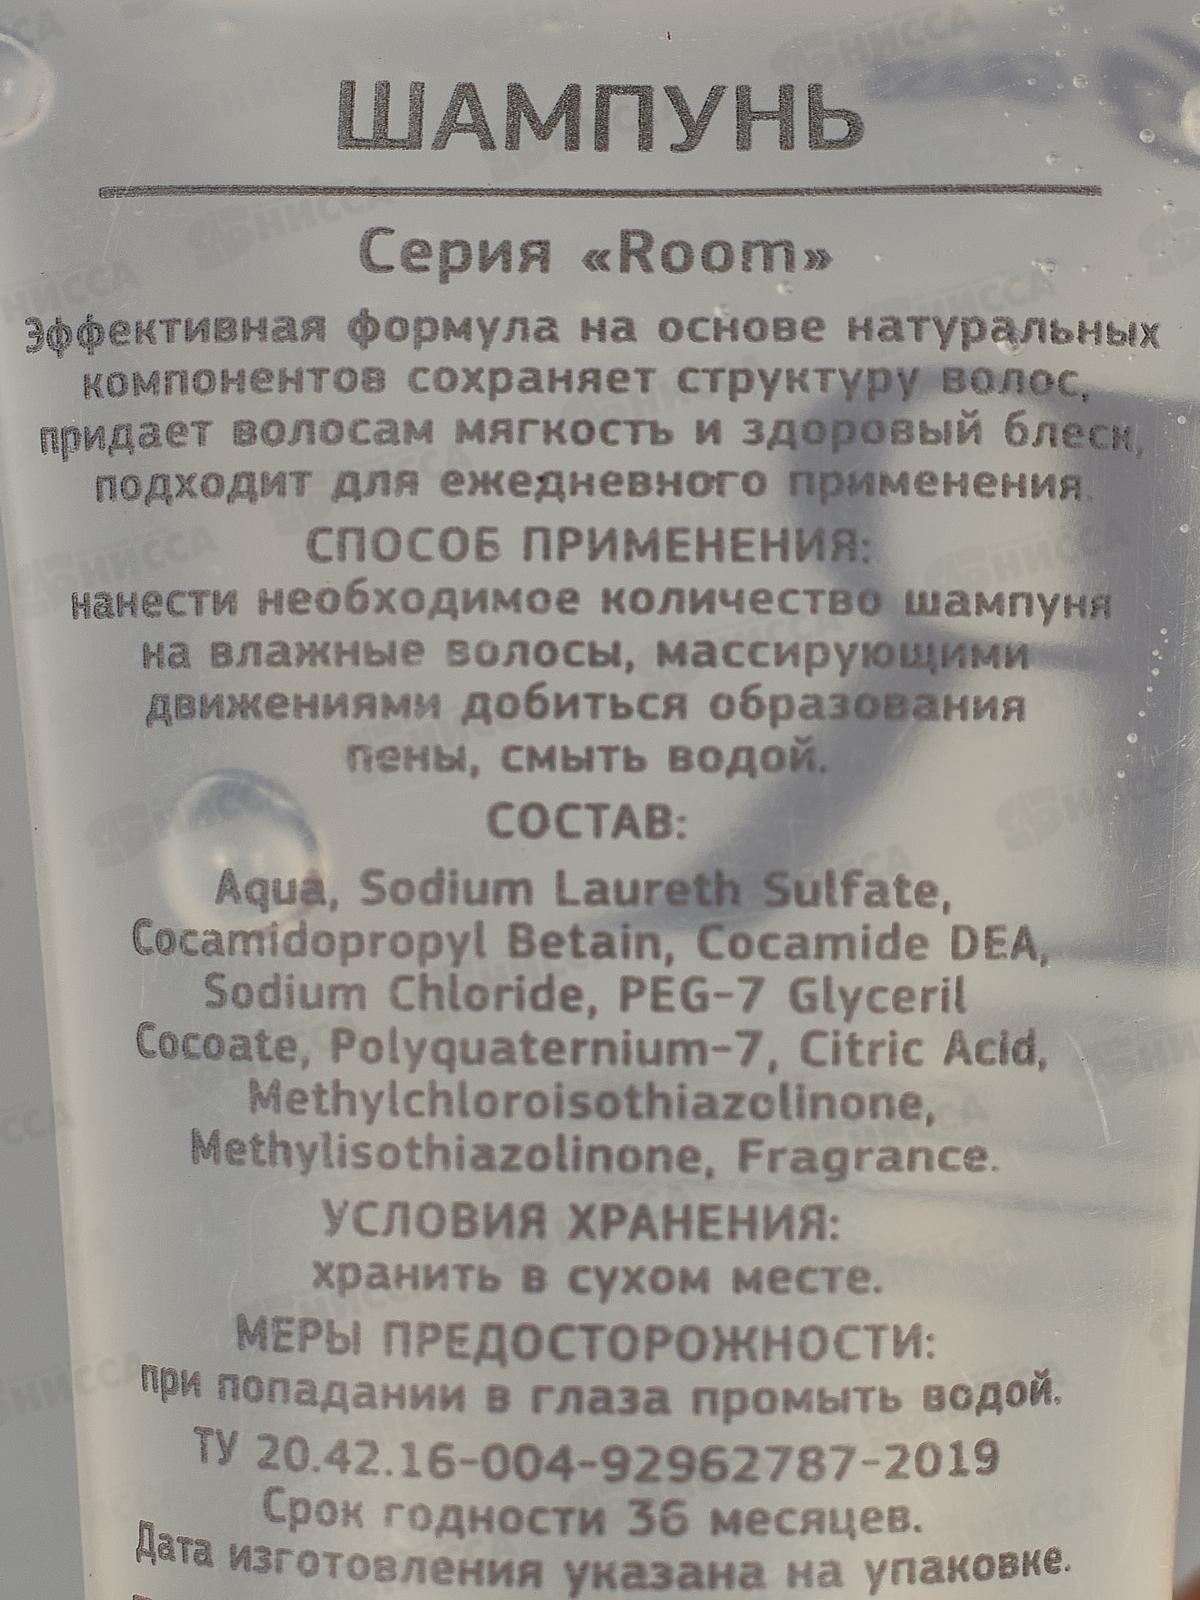 ШАМПУНЬ
Серия «Room»
Эффективная формула на основе натуральных
компонентов сохраняет структуру волос,
придает волосам мягкость и здоровый блеск,
подходит для ежедневного применения.
СПОСОБ ПРИМЕНЕНИЯ:
нанести необходимое количество шампуня
на влажные волосы, массирующими
движениями добиться образования
пены, смыть водой.
СОСТАВ:
Aqua, Sodium Laureth Sulfate,
Cocamidopropyl Betain, Cocamide DEA,
Sodium Chloride, PEG-7 Glyceril
Cocoate, Polyquaternium-7, Citric Acid,
Methylchloroisothiazolinone,
Methylisothiazolinone, Fragrance.
УСЛОВИЯ ХРАНЕНИЯ:
хранить в сухом месте.
МЕРЫ ПРЕДОСТОРОЖНОСТИ:
при попадании в глаза промыть водой.
ТУ 20.42.16-004-92962787-2019
Срок годности 36 месяцев.
Дата изготовления указана на упаковке.